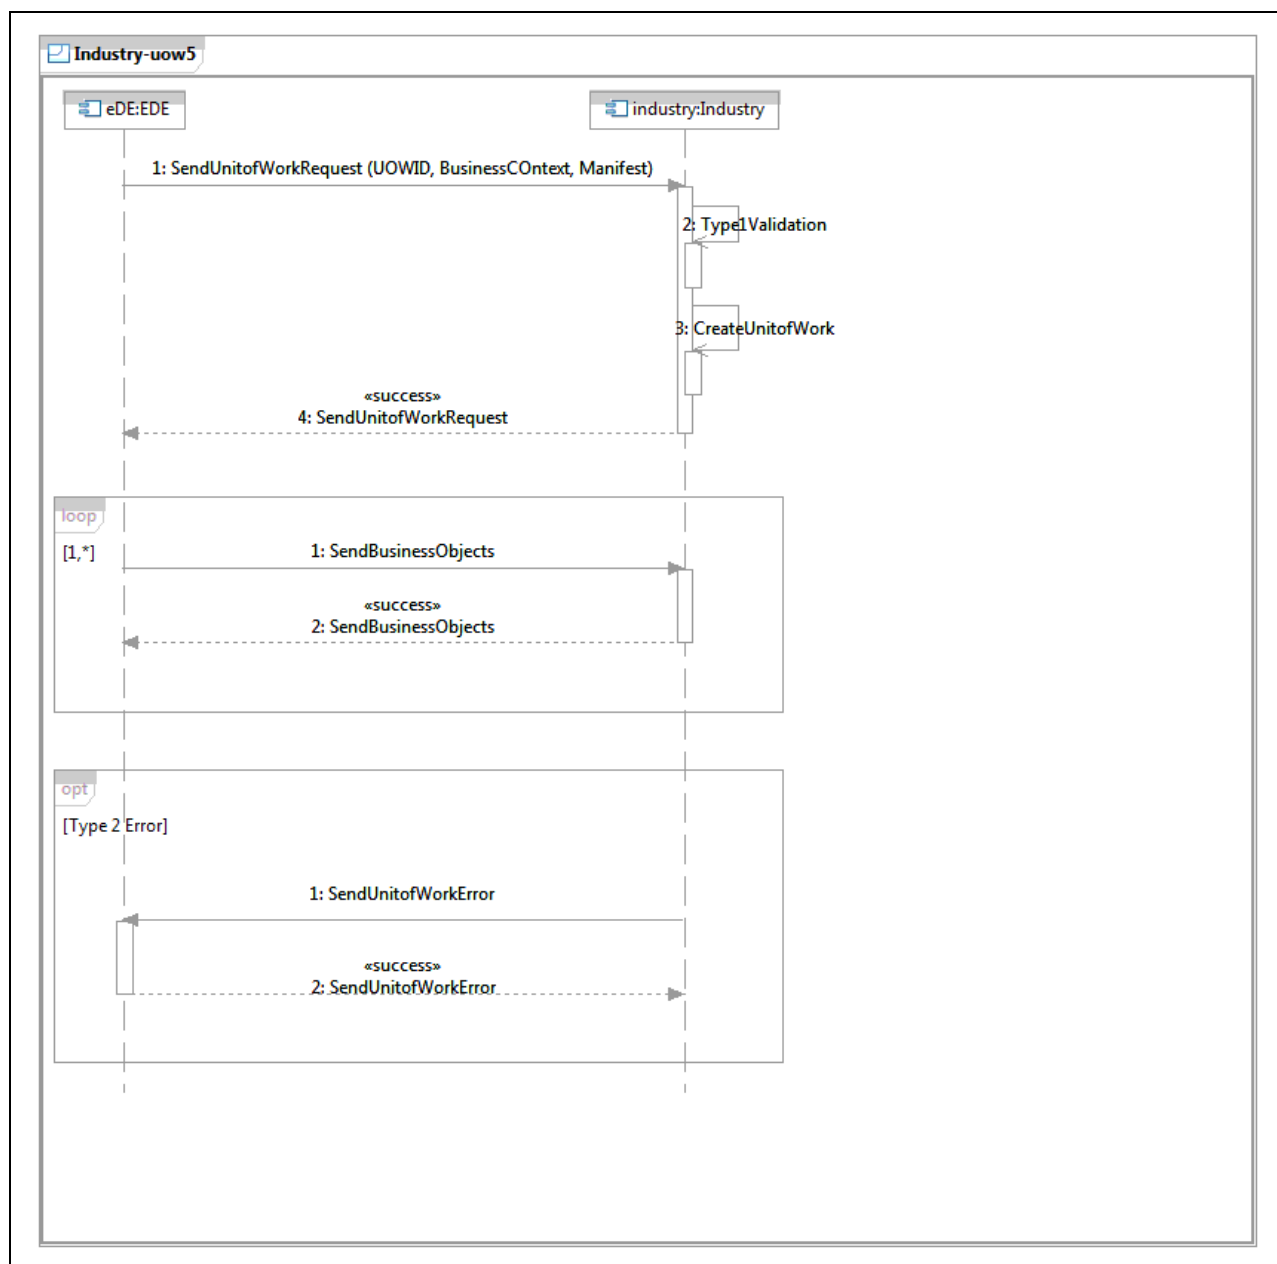 Industry-uow5
eDE:EDE
industry:Industry
1: SendUnitofWorkRequest (UOWID, BusinessCOntext, Manifest)
2: Type1Validation
3: CreateUnitofWork
«success»
4: SendUnitofWorkRequest
loop
[1,*]
1: SendBusinessObjects
«success»
2: SendBusinessObjects
opt
[Type 2 Error]
1: SendUnitofWorkError
«success»
2: SendUnitofWorkError